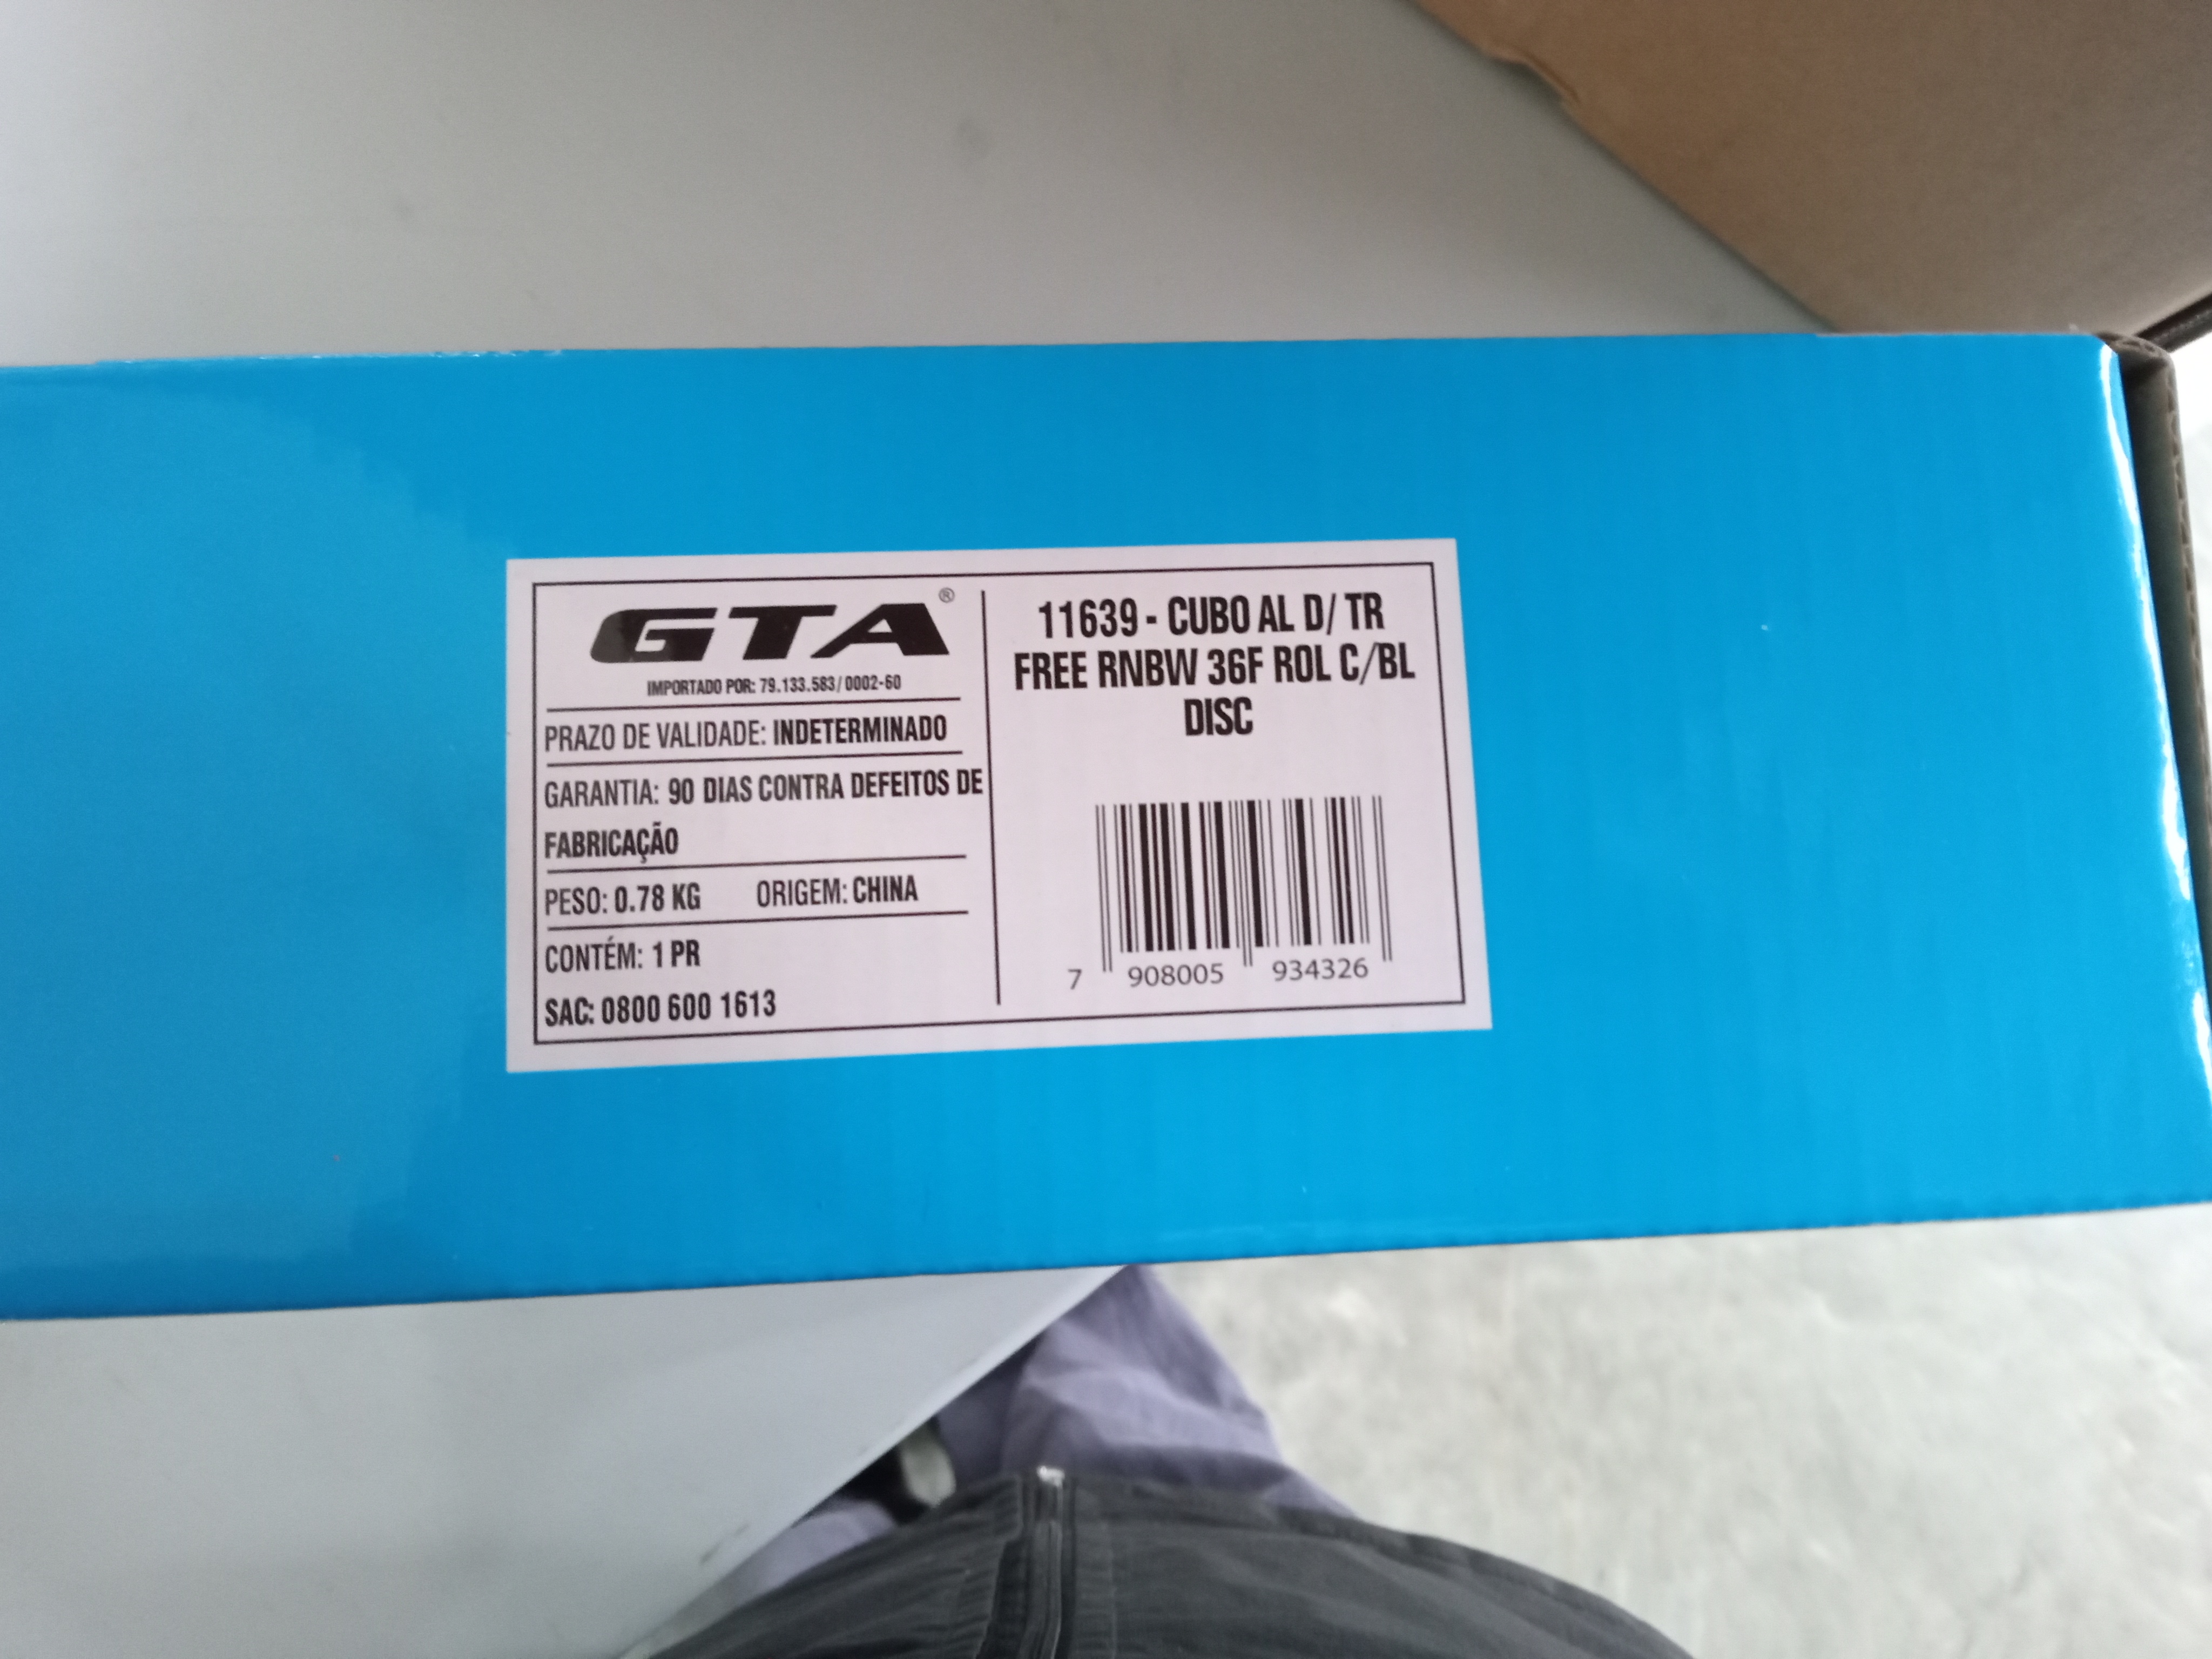 GTA®
IMPORTADO POR: 79.133.583/0002-60
PRAZO DE VALIDADE: INDETERMINADO
GARANTIA: 90 DIAS CONTRA DEFEITOS DE
FABRICAÇÃO
PESO: 0.78 KG ORIGEM: CHINA
CONTÉM: 1 PR
SAC: 0800 600 1613
11639 - CUBO AL D/ TR
FREE RNBW 36F ROL C/BL
DISC
7 908005 934326